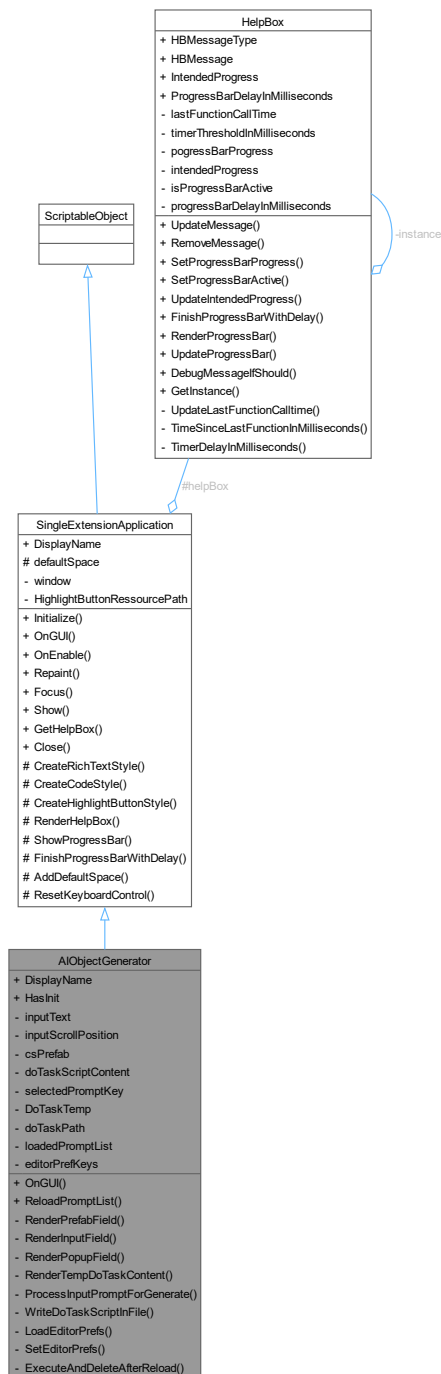 HelpBox
+ HBMessageType
+ HBMessage
+ IntendedProgress
+ ProgressBarDelayInMilliseconds
- lastFunctionCallTime
- timerThresholdInMilliseconds
- pogressBarProgress
- intendedProgress
- isProgressBarActive
- progressBarDelayInMilliseconds
+ UpdateMessage()
+ RemoveMessage()
+ SetProgressBarProgress()
+ SetProgressBarActive()
+ UpdateIntendedProgress()
+ FinishProgressBarWithDelay()
+ RenderProgressBar()
+ UpdateProgressBar()
+ DebugMessageIfShould()
+ GetInstance()
- UpdateLastFunctionCalltime()
- TimeSinceLastFunctionInMilliseconds()
- TimerDelayInMilliseconds()
-instance
ScriptableObject
#helpBox
SingleExtensionApplication
+ DisplayName
# defaultSpace
- window
- HighlightButtonRessourcePath
+ Initialize()
+ OnGUI()
+ OnEnable()
+ Repaint()
+ Focus()
+ Show()
+ GetHelpBox()
+ Close()
# CreateRichTextStyle()
# CreateCodeStyle()
# CreateHighlightButtonStyle()
# RenderHelpBox()
# ShowProgressBar()
# FinishProgressBarWithDelay()
# AddDefaultSpace()
# ResetKeyboardControl()
AIObjectGenerator
+ DisplayName
+ HasInit
- inputText
- inputScrollPosition
- csPrefab
- doTaskScriptContent
- selectedPromptKey
- DoTaskTemp
- doTaskPath
- loadedPromptList
- editorPrefKeys
+ OnGUI()
+ ReloadPromptList()
- RenderPrefabField()
- RenderInputField()
- RenderPopupField()
- RenderTempDoTaskContent()
- ProcessInputPromptForGenerate()
- WriteDoTaskScriptInFile()
- LoadEditorPrefs()
- SetEditorPrefs()
- ExecuteAndDeleteAfterReload()